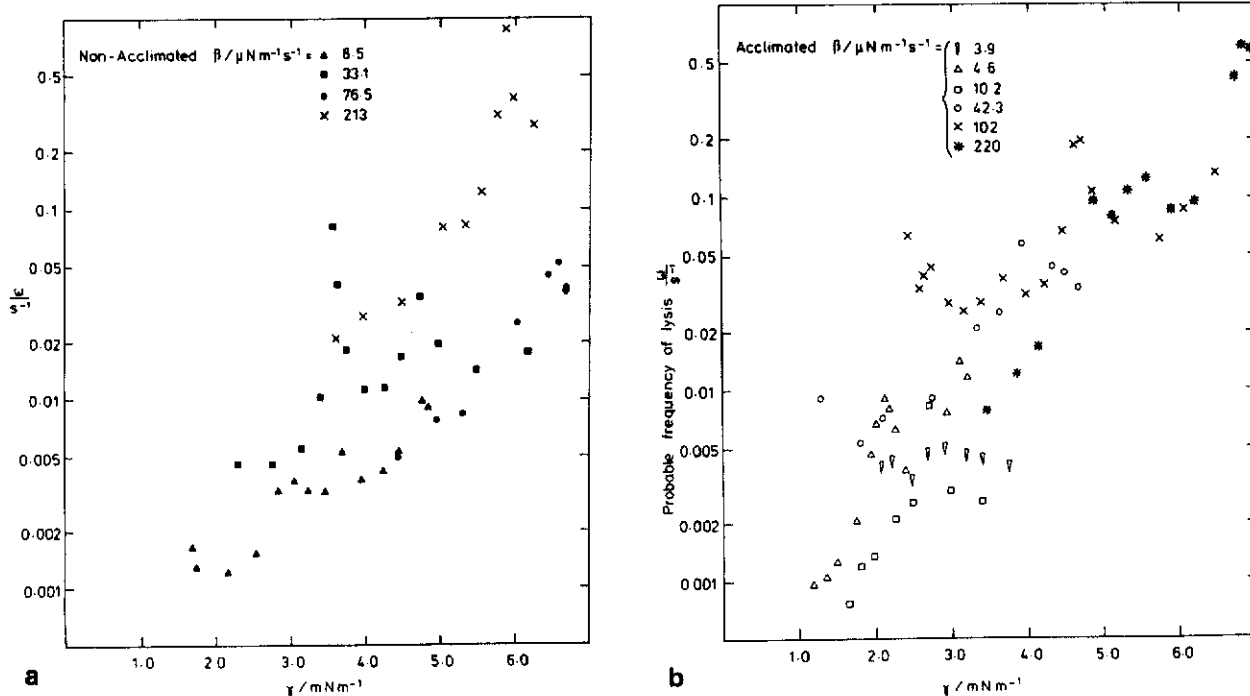 Non-Acclimated β/μN m⁻¹s⁻¹ = ▲ 8·5
■ 33·1
● 76·5
× 213
0·5
0·2
0·1
0·05
0·02
0·01
0·005
0·002
0·001
ω/s⁻¹
1·0 2·0 3·0 4·0 5·0 6·0
γ / mN m⁻¹
a
Acclimated β/μN m⁻¹s⁻¹ = 3·9
△ 4·6
□ 10·2
○ 42·3
× 102
✱ 220
0·5
0·2
0·1
0·05
0·02
0·01
0·005
0·002
0·001
Probable frequency of lysis ω/s⁻¹
1·0 2·0 3·0 4·0 5·0 6·0
γ / mN m⁻¹
b